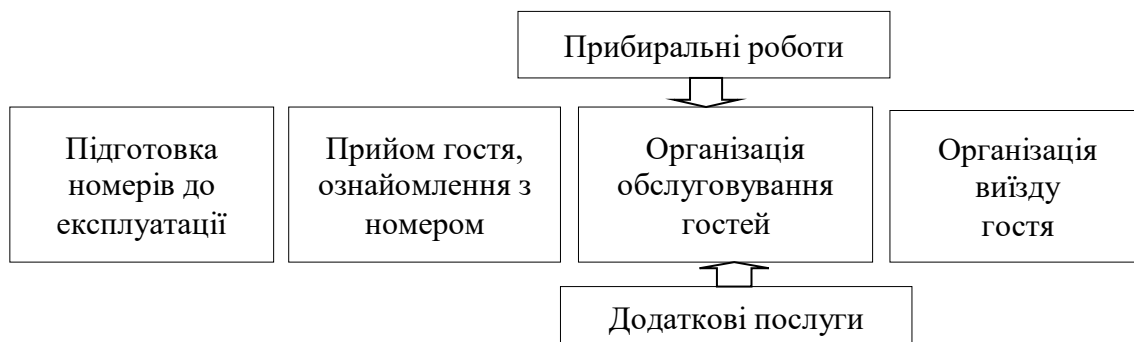 Прибиральні роботи
Підготовка
номерів до
експлуатації
Прийом гостя,
ознайомлення з
номером
Організація
обслуговування
гостей
Організація
виїзду
гостя
Додаткові послуги